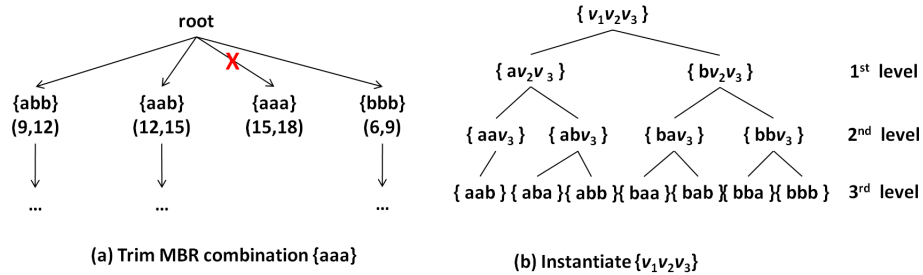 root
X
{abb} {aab} {aaa} {bbb}
(9,12) (12,15) (15,18) (6,9)
... ... ...
(a) Trim MBR combination {aaa}
{ v₁v₂v₃ }
{ av₂v₃ } { bv₂v₃ } 1ˢᵗ level
{ aav₃ } { abv₃ } { bav₃ } { bbv₃ } 2ⁿᵈ level
{ aab } { aba } { abb } { baa } { bab } { bba } { bbb } 3ʳᵈ level
(b) Instantiate {v₁v₂v₃}